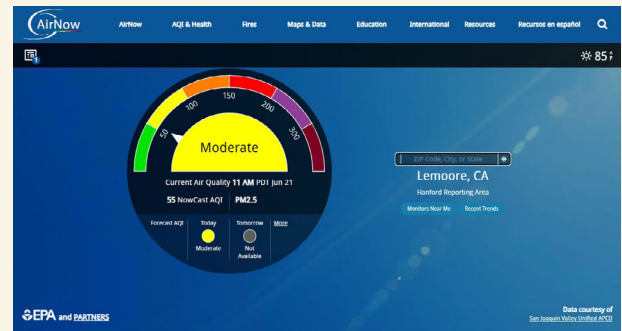 AirNow
AirNow AQI & Health Fires Maps & Data Education International Resources Recursos en español
1
85 F
50
100
150
200
300
Moderate
Current Air Quality 11 AM PDT Jun 21
55 NowCast AQI PM2.5
Forecast AQI Today Tomorrow More
Moderate Not
Available
ZIP Code, City, or State
Lemoore, CA
Hanford Reporting Area
Monitors Near Me Recent Trends
EPA and PARTNERS
Data courtesy of
San Joaquin Valley Unified APCD